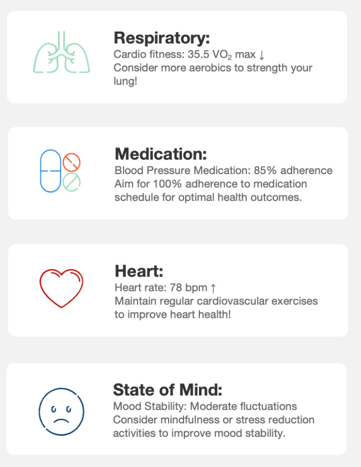 Respiratory:
Cardio fitness: 35.5 VO₂ max ↓
Consider more aerobics to strength your
lung!
Medication:
Blood Pressure Medication: 85% adherence
Aim for 100% adherence to medication
schedule for optimal health outcomes.
Heart:
Heart rate: 78 bpm ↑
Maintain regular cardiovascular exercises
to improve heart health!
State of Mind:
Mood Stability: Moderate fluctuations
Consider mindfulness or stress reduction
activities to improve mood stability.